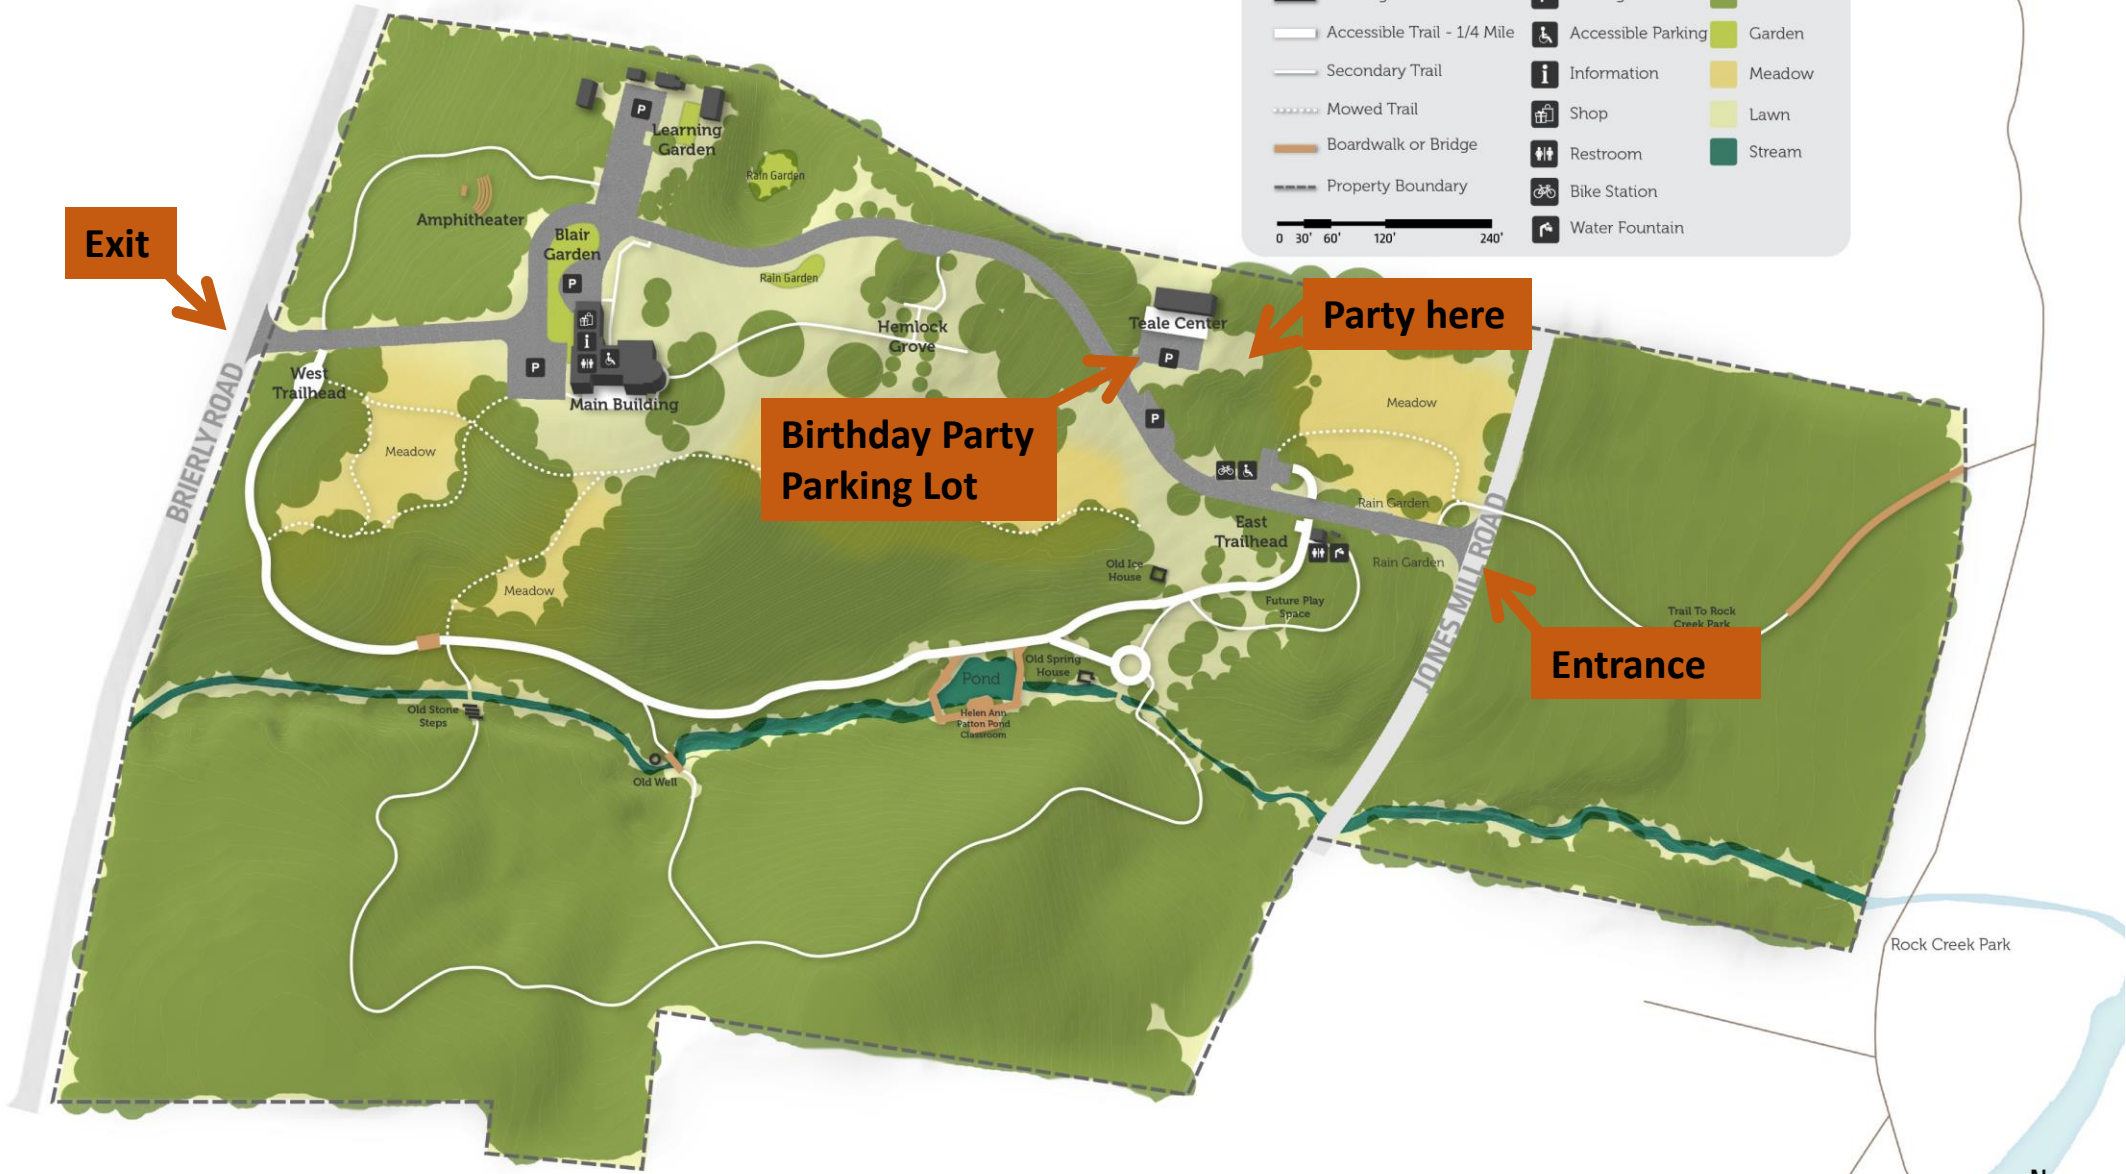 Accessible Trail - 1/4 Mile
Secondary Trail
Mowed Trail
Boardwalk or Bridge
Property Boundary
0 30' 60' 120' 240'
Accessible Parking
Information
Shop
Restroom
Bike Station
Water Fountain
Garden
Meadow
Lawn
Stream
P
Learning
Garden
Rain Garden
Amphitheater
Blair
Garden
P
Rain Garden
Exit
Hemlock
Grove
Teale Center
P
Party here
West
Trailhead
P
i
Main Building
BRIERLY ROAD
Meadow
Birthday Party
Parking Lot
P
Meadow
Rain Garden
East
Trailhead
Rain Garden
JONES MILL ROAD
Old Ice
House
Future Play
Space
Meadow
Trail To Rock
Creek Park
Entrance
Old Spring
House
Pond
Helen Ann
Patton Pond
Classroom
Old Stone
Steps
Old Well
Rock Creek Park